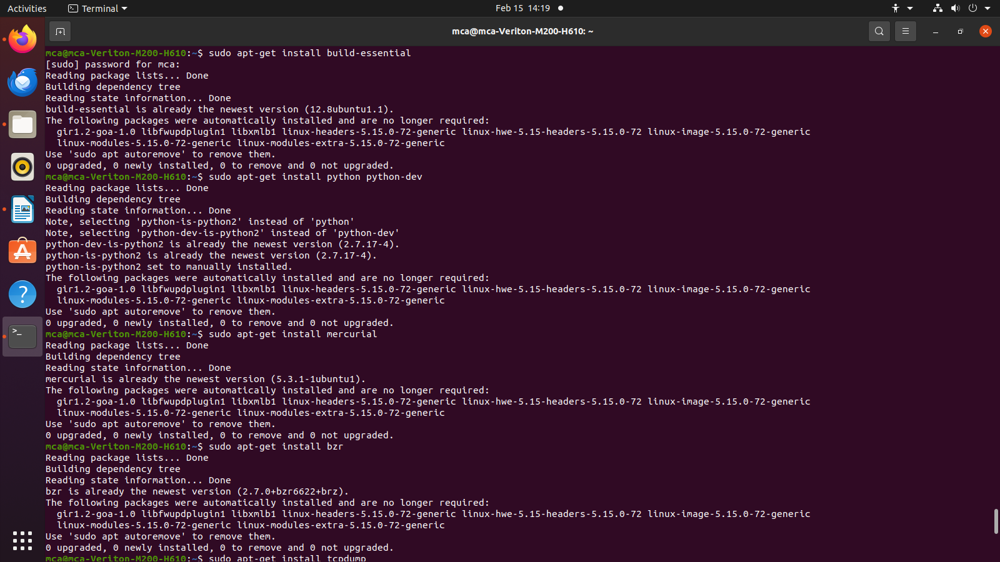 Activities
Terminal
Feb 15 14:19
mca@mca-Veriton-M200-H610: ~
mca@mca-Veriton-M200-H610:~$ sudo apt-get install build-essential
[sudo] password for mca:
Reading package lists... Done
Building dependency tree
Reading state information... Done
build-essential is already the newest version (12.8ubuntu1.1).
The following packages were automatically installed and are no longer required:
  gir1.2-goa-1.0 libfwupdplugin1 libxmlb1 linux-headers-5.15.0-72-generic linux-hwe-5.15-headers-5.15.0-72 linux-image-5.15.0-72-generic
  linux-modules-5.15.0-72-generic linux-modules-extra-5.15.0-72-generic
Use 'sudo apt autoremove' to remove them.
0 upgraded, 0 newly installed, 0 to remove and 0 not upgraded.
mca@mca-Veriton-M200-H610:~$ sudo apt-get install python python-dev
Reading package lists... Done
Building dependency tree
Reading state information... Done
Note, selecting 'python-is-python2' instead of 'python'
Note, selecting 'python-dev-is-python2' instead of 'python-dev'
python-dev-is-python2 is already the newest version (2.7.17-4).
python-is-python2 is already the newest version (2.7.17-4).
python-is-python2 set to manually installed.
The following packages were automatically installed and are no longer required:
  gir1.2-goa-1.0 libfwupdplugin1 libxmlb1 linux-headers-5.15.0-72-generic linux-hwe-5.15-headers-5.15.0-72 linux-image-5.15.0-72-generic
  linux-modules-5.15.0-72-generic linux-modules-extra-5.15.0-72-generic
Use 'sudo apt autoremove' to remove them.
0 upgraded, 0 newly installed, 0 to remove and 0 not upgraded.
mca@mca-Veriton-M200-H610:~$ sudo apt-get install mercurial
Reading package lists... Done
Building dependency tree
Reading state information... Done
mercurial is already the newest version (5.3.1-1ubuntu1).
The following packages were automatically installed and are no longer required:
  gir1.2-goa-1.0 libfwupdplugin1 libxmlb1 linux-headers-5.15.0-72-generic linux-hwe-5.15-headers-5.15.0-72 linux-image-5.15.0-72-generic
  linux-modules-5.15.0-72-generic linux-modules-extra-5.15.0-72-generic
Use 'sudo apt autoremove' to remove them.
0 upgraded, 0 newly installed, 0 to remove and 0 not upgraded.
mca@mca-Veriton-M200-H610:~$ sudo apt-get install bzr
Reading package lists... Done
Building dependency tree
Reading state information... Done
bzr is already the newest version (2.7.0+bzr6622+brz).
The following packages were automatically installed and are no longer required:
  gir1.2-goa-1.0 libfwupdplugin1 libxmlb1 linux-headers-5.15.0-72-generic linux-hwe-5.15-headers-5.15.0-72 linux-image-5.15.0-72-generic
  linux-modules-5.15.0-72-generic linux-modules-extra-5.15.0-72-generic
Use 'sudo apt autoremove' to remove them.
0 upgraded, 0 newly installed, 0 to remove and 0 not upgraded.
mca@mca-Veriton-M200-H610:~$ sudo apt-get install tcpdump